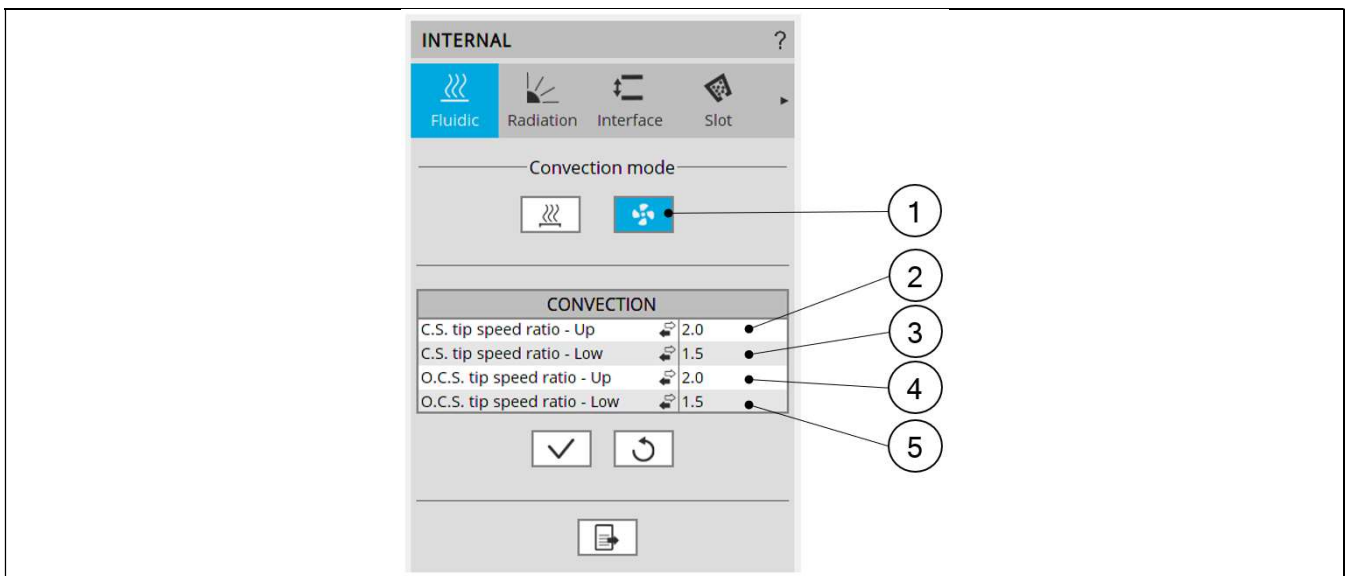 INTERNAL ?
Fluidic Radiation Interface Slot
Convection mode
1
CONVECTION
2
C.S. tip speed ratio - Up 2.0
3
C.S. tip speed ratio - Low 1.5
O.C.S. tip speed ratio - Up 2.0
4
O.C.S. tip speed ratio - Low 1.5
5